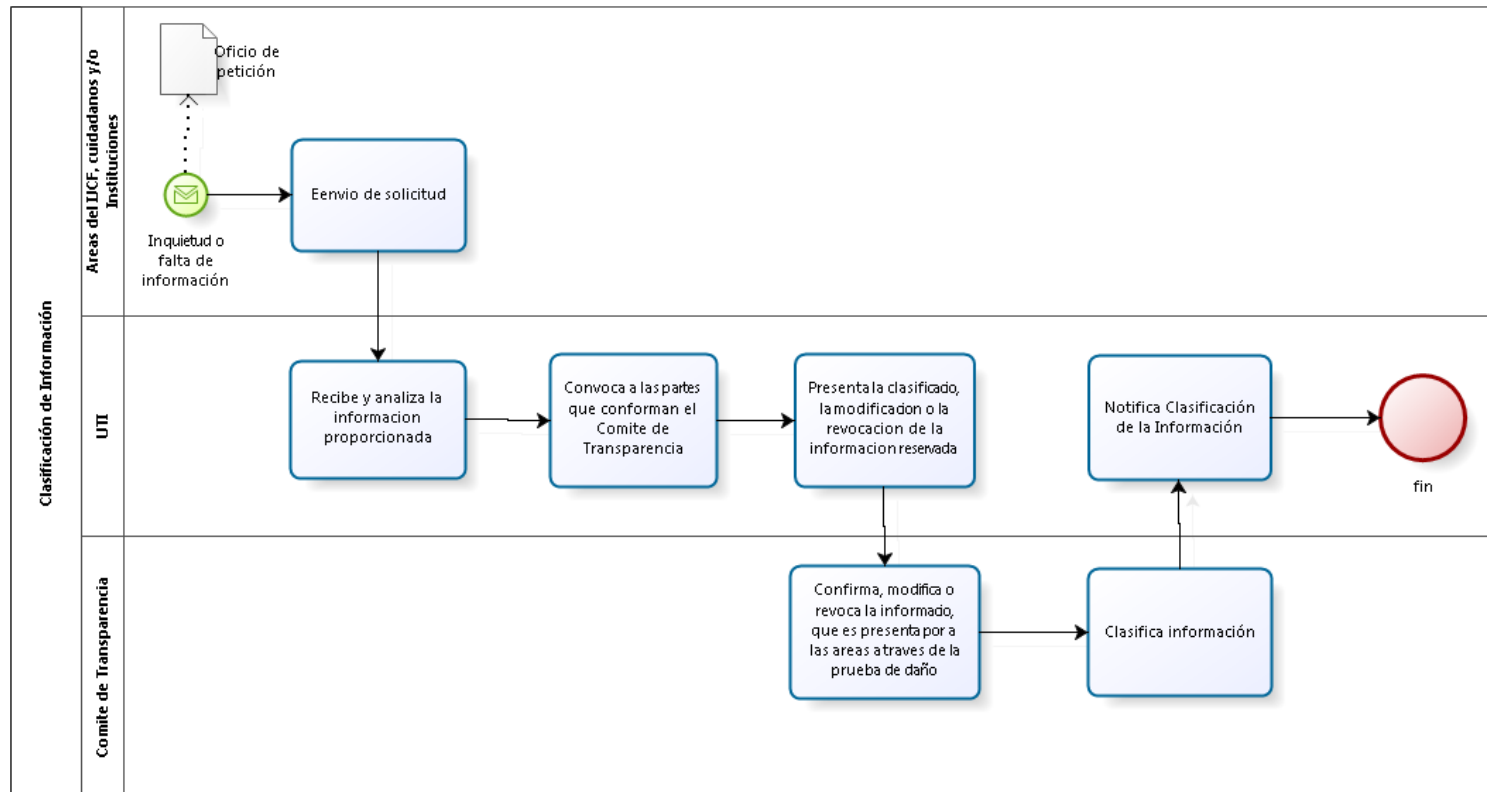 Clasificación de Información
Areas del IJCF, cuidadanos y/o
Instituciones
Oficio de
petición
Inquietud o
falta de
información
Eenvio de solicitud
UTI
Recibe y analiza la
informacion
proporcionada
Convoca a las partes
que conforman el
Comite de
Transparencia
Presenta la clasificacio,
la modificacion o la
revocacion de la
informacion reservada
Notifica Clasificación
de la Información
fin
Comite de Transparencia
Confirma, modifica o
revoca la informacio,
que es presenta por a
las areas a traves de la
prueba de daño
Clasifica información